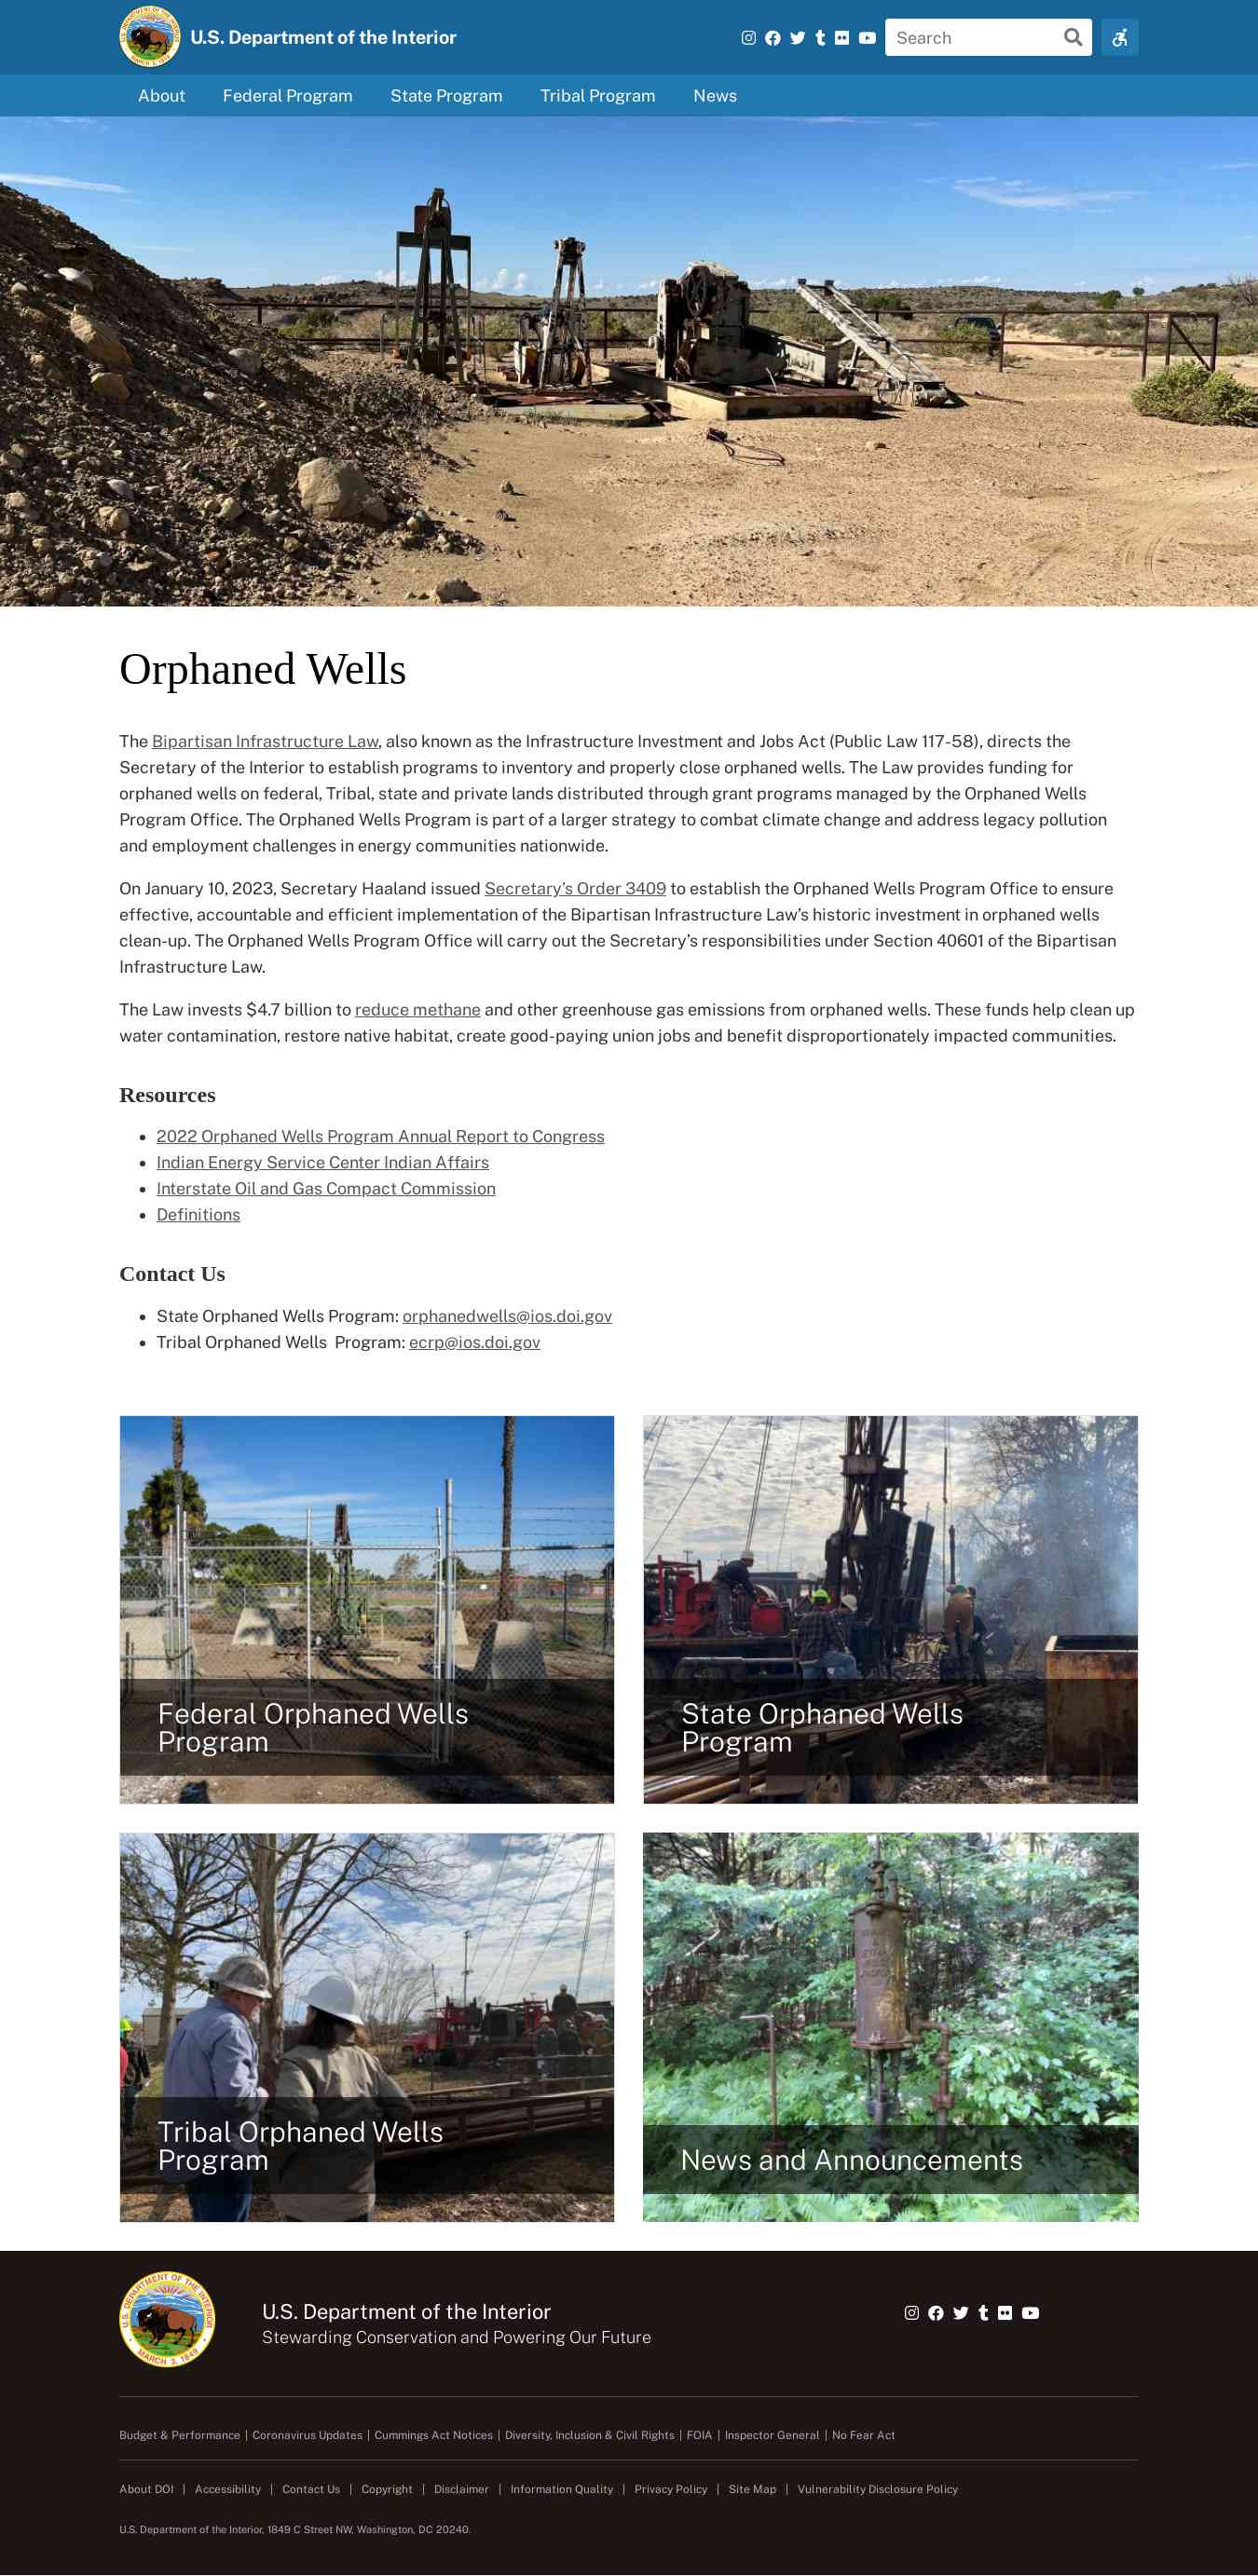 U.S. Department of the Interior
Search
About
Federal Program
State Program
Tribal Program
News
Orphaned Wells
The Bipartisan Infrastructure Law, also known as the Infrastructure Investment and Jobs Act (Public Law 117-58), directs the
Secretary of the Interior to establish programs to inventory and properly close orphaned wells. The Law provides funding for
orphaned wells on federal, Tribal, state and private lands distributed through grant programs managed by the Orphaned Wells
Program Office. The Orphaned Wells Program is part of a larger strategy to combat climate change and address legacy pollution
and employment challenges in energy communities nationwide.
On January 10, 2023, Secretary Haaland issued Secretary’s Order 3409 to establish the Orphaned Wells Program Office to ensure
effective, accountable and efficient implementation of the Bipartisan Infrastructure Law’s historic investment in orphaned wells
clean-up. The Orphaned Wells Program Office will carry out the Secretary’s responsibilities under Section 40601 of the Bipartisan
Infrastructure Law.
The Law invests $4.7 billion to reduce methane and other greenhouse gas emissions from orphaned wells. These funds help clean up
water contamination, restore native habitat, create good-paying union jobs and benefit disproportionately impacted communities.
Resources
• 2022 Orphaned Wells Program Annual Report to Congress
• Indian Energy Service Center Indian Affairs
• Interstate Oil and Gas Compact Commission
• Definitions
Contact Us
• State Orphaned Wells Program: orphanedwells@ios.doi.gov
• Tribal Orphaned Wells Program: ecrp@ios.doi.gov
Federal Orphaned Wells
Program
State Orphaned Wells
Program
Tribal Orphaned Wells
Program
News and Announcements
U.S. DEPARTMENT OF THE INTERIOR
MARCH 3, 1849
U.S. Department of the Interior
Stewarding Conservation and Powering Our Future
Budget & Performance | Coronavirus Updates | Cummings Act Notices | Diversity, Inclusion & Civil Rights | FOIA | Inspector General | No Fear Act
About DOI | Accessibility | Contact Us | Copyright | Disclaimer | Information Quality | Privacy Policy | Site Map | Vulnerability Disclosure Policy
U.S. Department of the Interior, 1849 C Street NW, Washington, DC 20240.